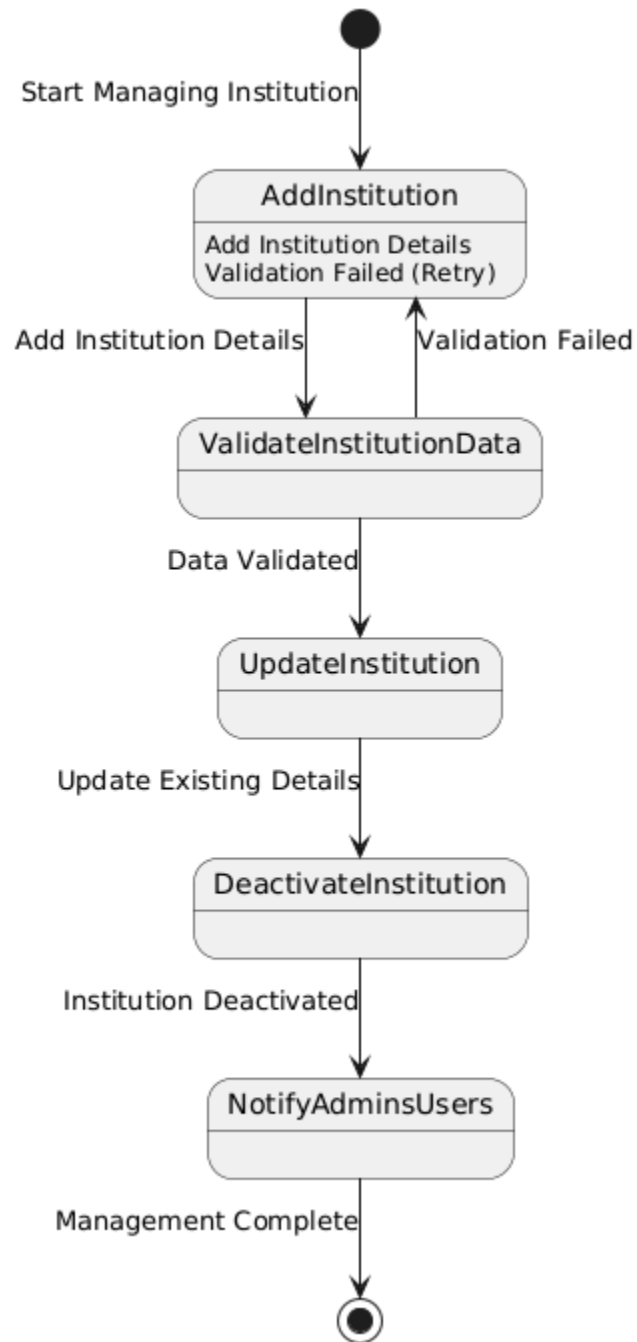 Start Managing Institution
AddInstitution
Add Institution Details
Validation Failed (Retry)
Add Institution Details
Validation Failed
ValidateInstitutionData
Data Validated
UpdateInstitution
Update Existing Details
DeactivateInstitution
Institution Deactivated
NotifyAdminsUsers
Management Complete